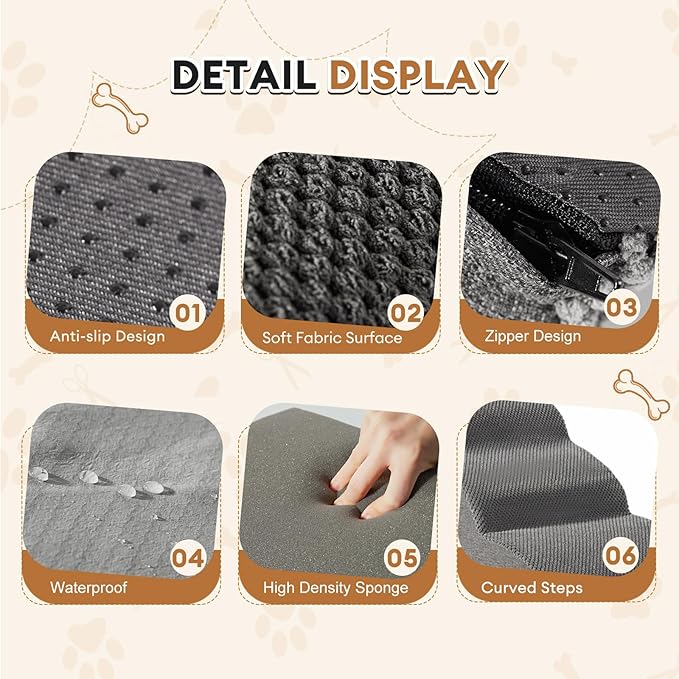 DETAIL DISPLAY
01
Anti-slip Design
02
Soft Fabric Surface
03
Zipper Design
04
Waterproof
05
High Density Sponge
06
Curved Steps